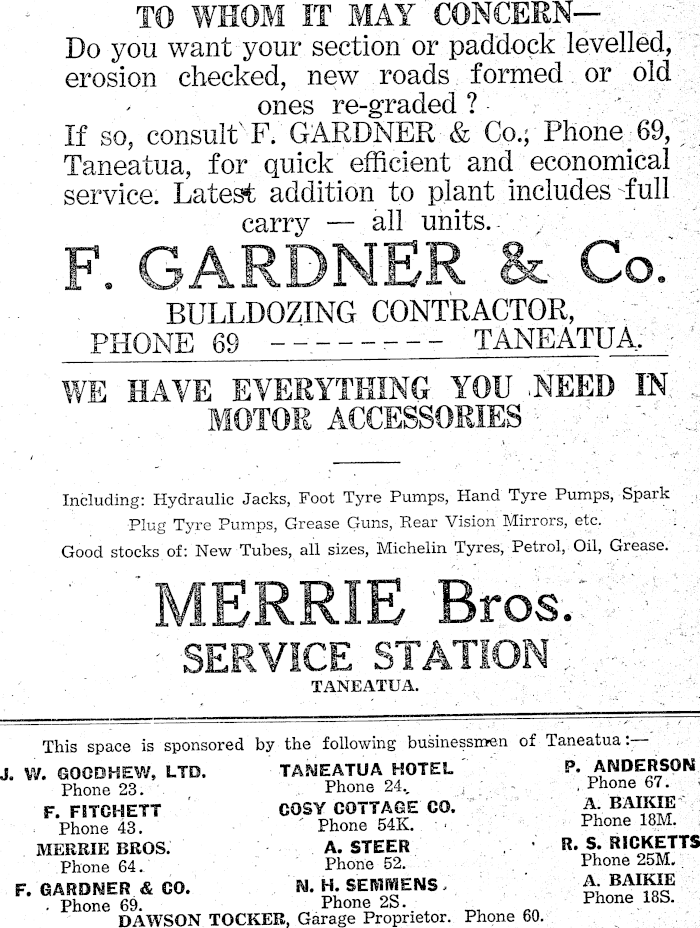 TO WHOM IT MAY CONCERN—
Do you want your section or paddock levelled,
erosion checked, new roads formed or old
ones re-graded ?
If so, consult F. GARDNER & Co., Phone 69,
Taneatua, for quick efficient and economical
service. Latest addition to plant includes full
carry — all units.
F. GARDNER & Co.
BULLDOZING CONTRACTOR,
PHONE 69 -------- TANEATUA.
WE HAVE EVERYTHING YOU NEED IN
MOTOR ACCESSORIES
Including: Hydraulic Jacks, Foot Tyre Pumps, Hand Tyre Pumps, Spark
Plug Tyre Pumps, Grease Guns, Rear Vision Mirrors, etc.
Good stocks of: New Tubes, all sizes, Michelin Tyres, Petrol, Oil, Grease.
MERRIE Bros.
SERVICE STATION
TANEATUA.
This space is sponsored by the following businessmen of Taneatua:—
J. W. GOODHEW, LTD.
Phone 23.
F. FITCHETT
Phone 43.
MERRIE BROS.
Phone 64.
F. GARDNER & CO.
Phone 69.
TANEATUA HOTEL
Phone 24.
COSY COTTAGE CO.
Phone 54K.
A. STEER
Phone 52.
N. H. SEMMENS
Phone 2S.
P. ANDERSON
Phone 67.
A. BAIKIE
Phone 18M.
R. S. RICKETTS
Phone 25M.
A. BAIKIE
Phone 18S.
DAWSON TOCKER, Garage Proprietor. Phone 60.